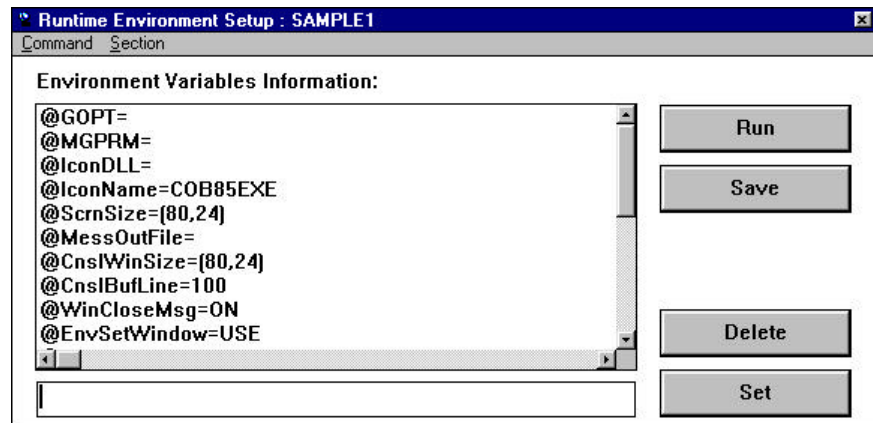 Runtime Environment Setup : SAMPLE1
Command Section
Environment Variables Information:
@GOPT=
@MGPRM=
@IconDLL=
@IconName=COB85EXE
@ScrnSize=(80,24)
@MessOutFile=
@CnslWinSize=(80,24)
@CnslBufLine=100
@WinCloseMsg=ON
@EnvSetWindow=USE
Run
Save
Delete
Set